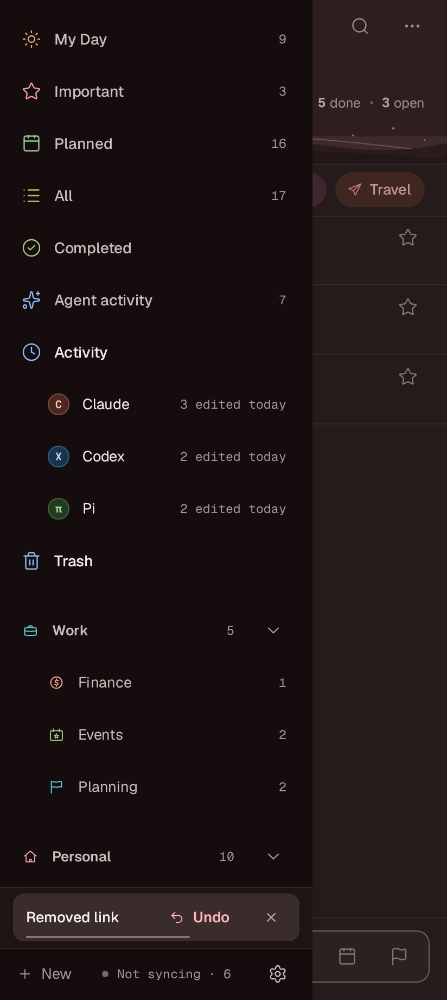 My Day 9
Important 3
5 done • 3 open
Planned 16
All 17
Travel
Completed
Agent activity 7
Activity
C Claude 3 edited today
X Codex 2 edited today
π Pi 2 edited today
Trash
Work 5
Finance 1
Events 2
Planning 2
Personal 10
Removed link Undo
New Not syncing · 6